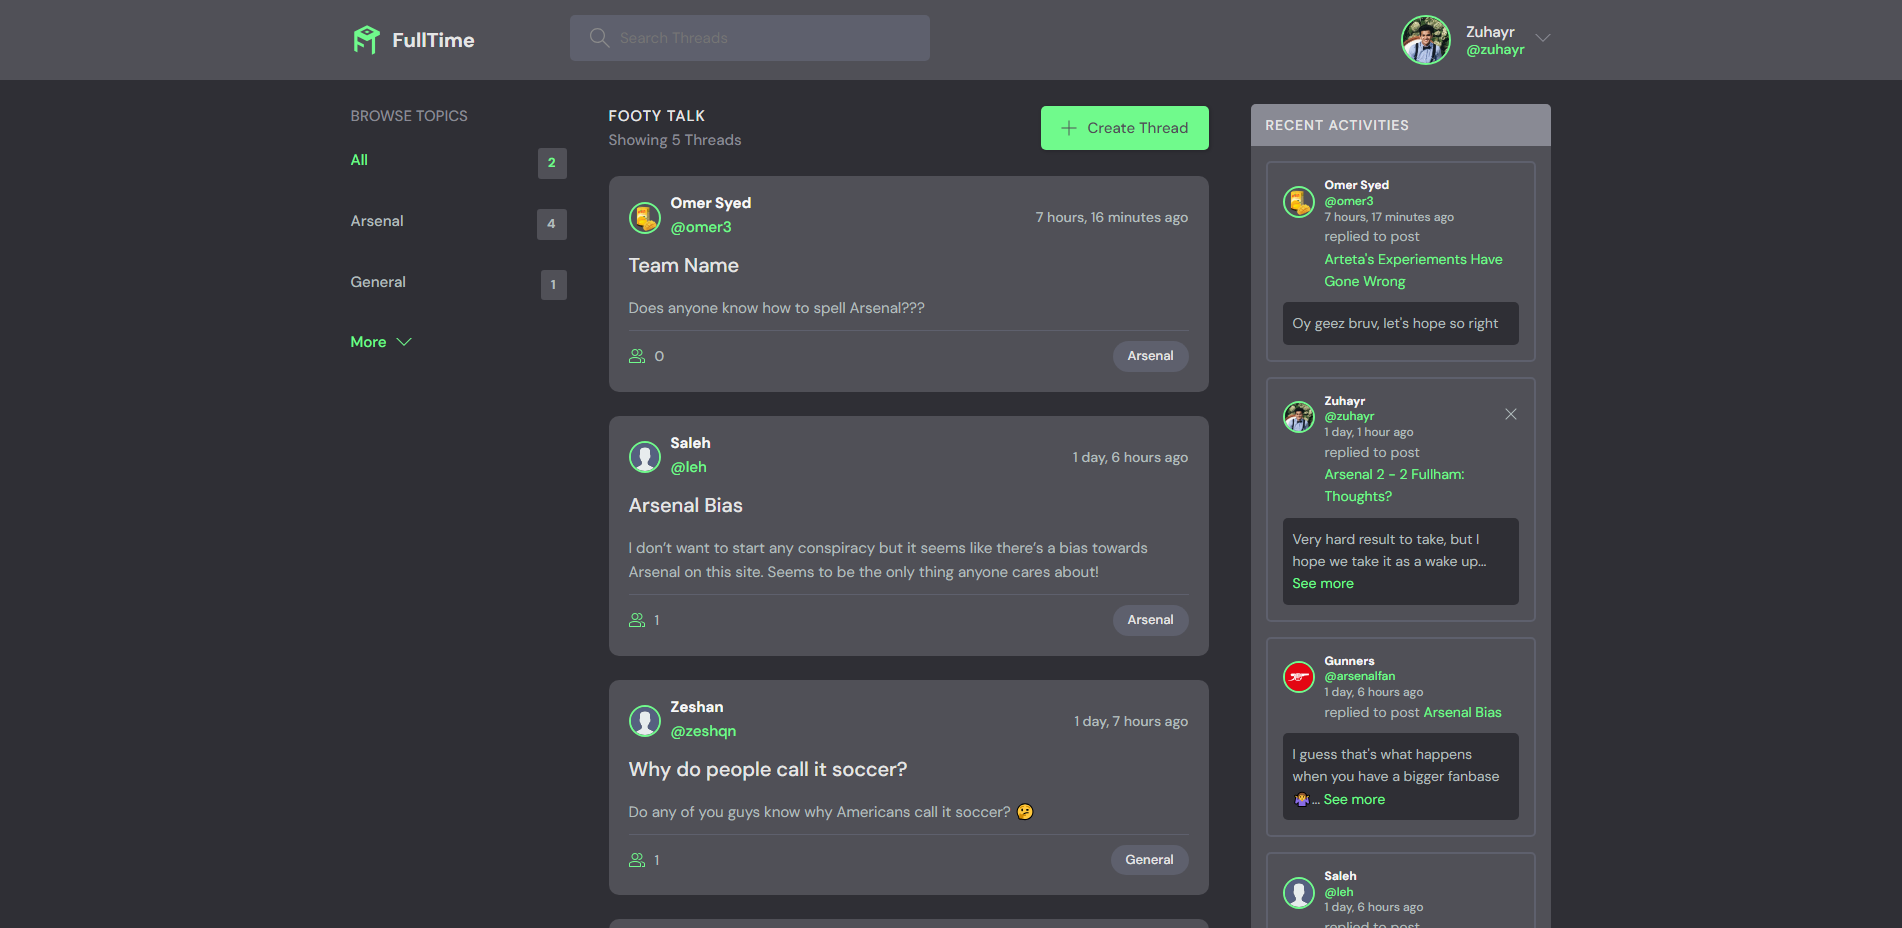 FullTime
Search Threads
Zuhayr
@zuhayr
BROWSE TOPICS
All 2
Arsenal 4
General 1
More
FOOTY TALK
Showing 5 Threads
Create Thread
Omer Syed
@omer3
7 hours, 16 minutes ago
Team Name
Does anyone know how to spell Arsenal???
0
Arsenal
Saleh
@leh
1 day, 6 hours ago
Arsenal Bias
I don’t want to start any conspiracy but it seems like there’s a bias towards
Arsenal on this site. Seems to be the only thing anyone cares about!
1
Arsenal
Zeshan
@zeshqn
1 day, 7 hours ago
Why do people call it soccer?
Do any of you guys know why Americans call it soccer? 🤔
1
General
RECENT ACTIVITIES
Omer Syed
@omer3
7 hours, 17 minutes ago
replied to post
Arteta's Experiements Have
Gone Wrong
Oy geez bruv, let's hope so right
Zuhayr
@zuhayr
1 day, 1 hour ago
replied to post
Arsenal 2 - 2 Fullham:
Thoughts?
Very hard result to take, but I
hope we take it as a wake up...
See more
Gunners
@arsenalfan
1 day, 6 hours ago
replied to post Arsenal Bias
I guess that's what happens
when you have a bigger fanbase
🤷‍♀️... See more
Saleh
@leh
1 day, 6 hours ago
replied to post